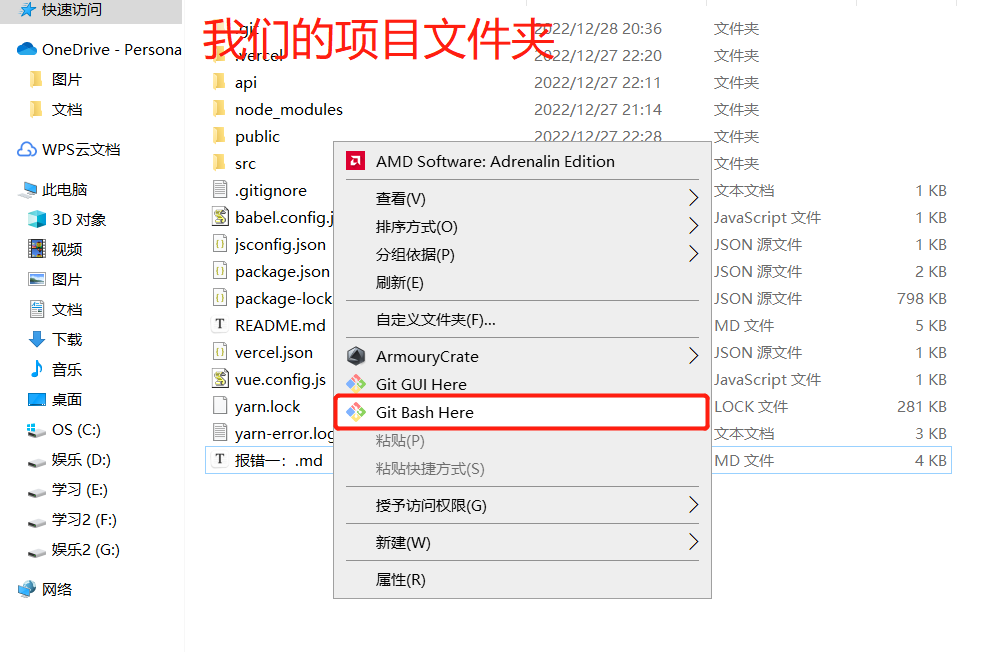 快速访问
OneDrive - Persona
图片
文档
WPS云文档
此电脑
3D 对象
视频
图片
文档
下载
音乐
桌面
OS (C:)
娱乐 (D:)
学习 (E:)
学习2 (F:)
娱乐2 (G:)
网络
我们的项目文件夹
.git 2022/12/28 20:36 文件夹
.vercel 2022/12/27 22:20 文件夹
api 2022/12/27 22:11 文件夹
node_modules 2022/12/27 21:14 文件夹
public 2022/12/27 22:28 文件夹
src 文件夹
.gitignore 文本文档 1 KB
babel.config.j JavaScript 文件 1 KB
jsconfig.json JSON 源文件 1 KB
package.json JSON 源文件 2 KB
package-lock JSON 源文件 798 KB
README.md MD 文件 5 KB
vercel.json JSON 源文件 1 KB
vue.config.js JavaScript 文件 1 KB
yarn.lock LOCK 文件 281 KB
yarn-error.log 文本文档 3 KB
报错一：.md MD 文件 4 KB
AMD Software: Adrenalin Edition
查看(V)
排序方式(O)
分组依据(P)
刷新(E)
自定义文件夹(F)...
ArmouryCrate
Git GUI Here
Git Bash Here
粘贴(P)
粘贴快捷方式(S)
授予访问权限(G)
新建(W)
属性(R)